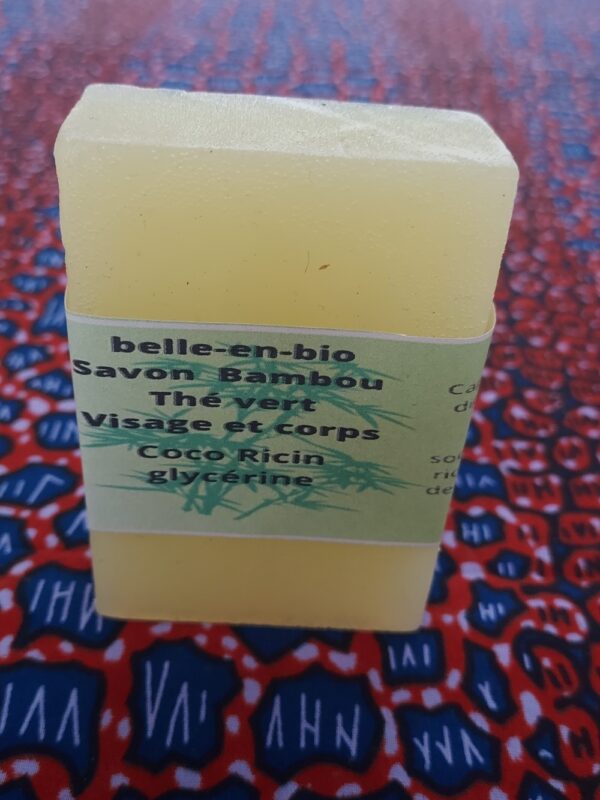 belle-en-bio
Savon Bambou
Thé vert
Visage et corps
Coco Ricin
glycérine